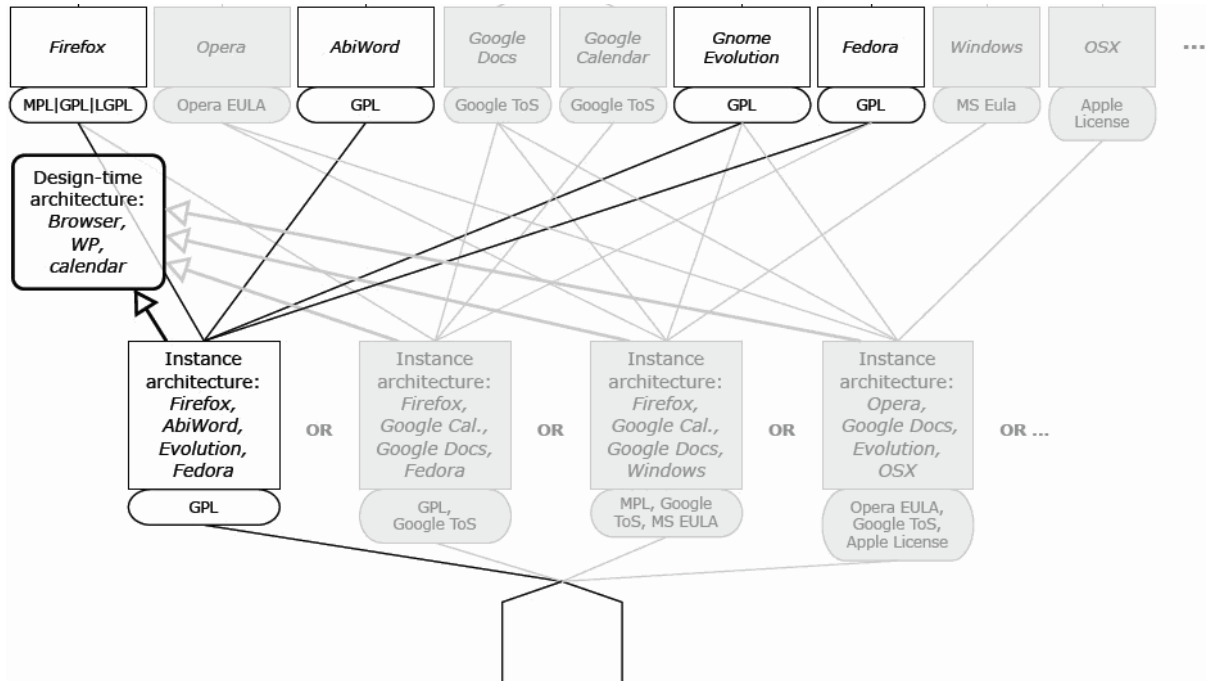 Firefox
Opera
AbiWord
Google
Docs
Google
Calendar
Gnome
Evolution
Fedora
Windows
OSX
...
MPL|GPL|LGPL
Opera EULA
GPL
Google ToS
Google ToS
GPL
GPL
MS Eula
Apple
License
Design-time
architecture:
Browser,
WP,
calendar
Instance
architecture:
Firefox,
AbiWord,
Evolution,
Fedora
GPL
OR
Instance
architecture:
Firefox,
Google Cal.,
Google Docs,
Fedora
GPL,
Google ToS
OR
Instance
architecture:
Firefox,
Google Cal.,
Google Docs,
Windows
MPL, Google
ToS, MS EULA
OR
Instance
architecture:
Opera,
Google Docs,
Evolution,
OSX
Opera EULA,
Google ToS,
Apple License
OR ...